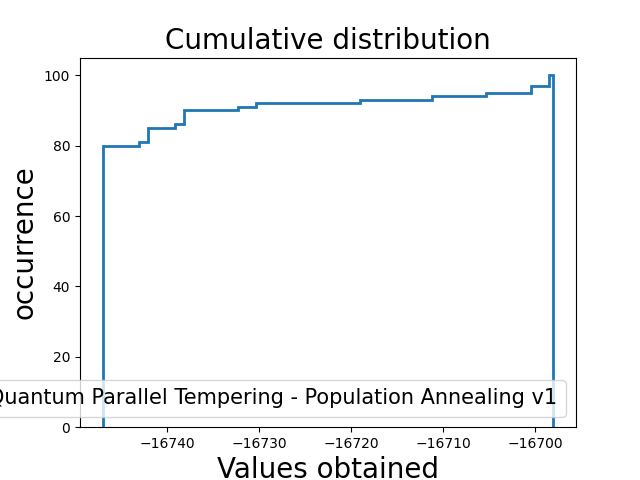 Cumulative distribution
occurrence
100
80
60
40
20
0
Quantum Parallel Tempering - Population Annealing v1
−16740 −16730 −16720 −16710 −16700
Values obtained